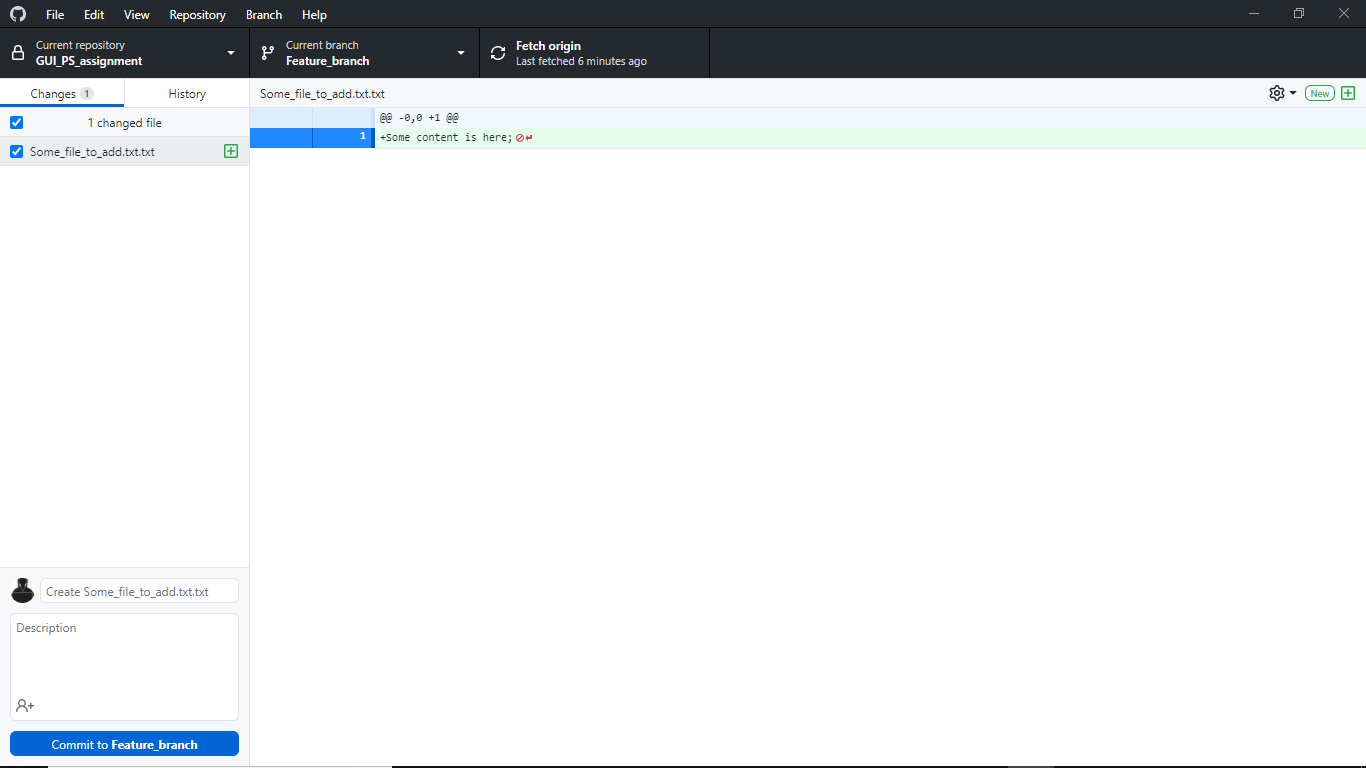 File Edit View Repository Branch Help
Current repository
GUI_PS_assignment
Current branch
Feature_branch
Fetch origin
Last fetched 6 minutes ago
Changes 1
History
1 changed file
Some_file_to_add.txt.txt
Some_file_to_add.txt.txt
New
@@ -0,0 +1 @@
1 +Some content is here;
Create Some_file_to_add.txt.txt
Description
Commit to Feature_branch